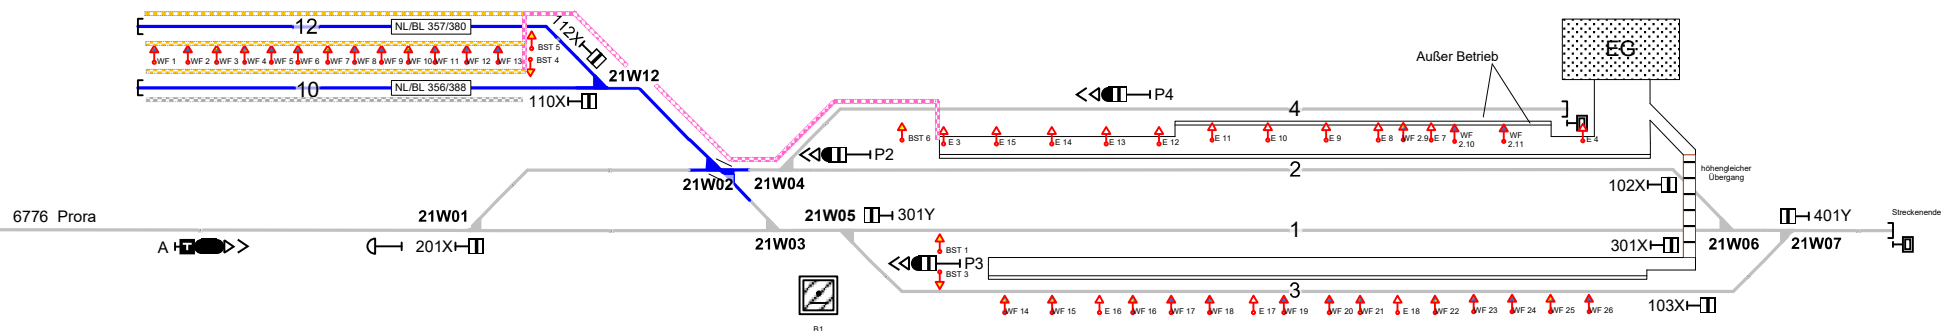 12
NL/BL 357/380
112X
BST 5
WF 1
WF 2
WF 3
WF 4
WF 5
WF 6
WF 7
WF 8
WF 9
WF 10
WF 11
WF 12
WF 13
BST 4
21W12
10
NL/BL 356/388
110X
EG
Außer Betrieb
P4
4
BST 6
E 3
E 15
E 14
E 13
E 12
E 11
E 10
E 9
E 8
WF 2.9
E 7
WF 2.10
WF 2.11
E 4
P2
21W02
21W04
2
102X
höhengleicher
Übergang
6776 Prora
21W01
21W05
301Y
401Y
Streckenende
A
201X
21W03
1
301X
21W06
21W07
BST 1
P3
BST 3
3
103X
WF 14
WF 15
E 16
WF 16
WF 17
WF 18
E 17
WF 19
WF 20
WF 21
E 18
WF 22
WF 23
WF 24
WF 25
WF 26
B1